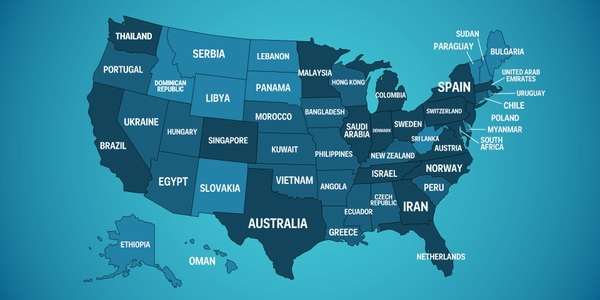 THAILAND
SERBIA
LEBANON
MALAYSIA
HONG KONG
COLOMBIA
SUDAN
PARAGUAY
BULGARIA
PORTUGAL
DOMINICAN
REPUBLIC
LIBYA
PANAMA
SPAIN
UNITED ARAB
EMIRATES
URUGUAY
CHILE
UKRAINE
HUNGARY
MOROCCO
BANGLADESH
SAUDI
ARABIA
DENMARK
SWEDEN
SWITZERLAND
POLAND
MYANMAR
SOUTH
AFRICA
BRAZIL
SINGAPORE
KUWAIT
PHILIPPINES
NEW ZEALAND
SRI LANKA
AUSTRIA
EGYPT
SLOVAKIA
VIETNAM
ANGOLA
ISRAEL
NORWAY
AUSTRALIA
ECUADOR
CZECH
REPUBLIC
IRAN
PERU
GREECE
NETHERLANDS
ETHIOPIA
OMAN